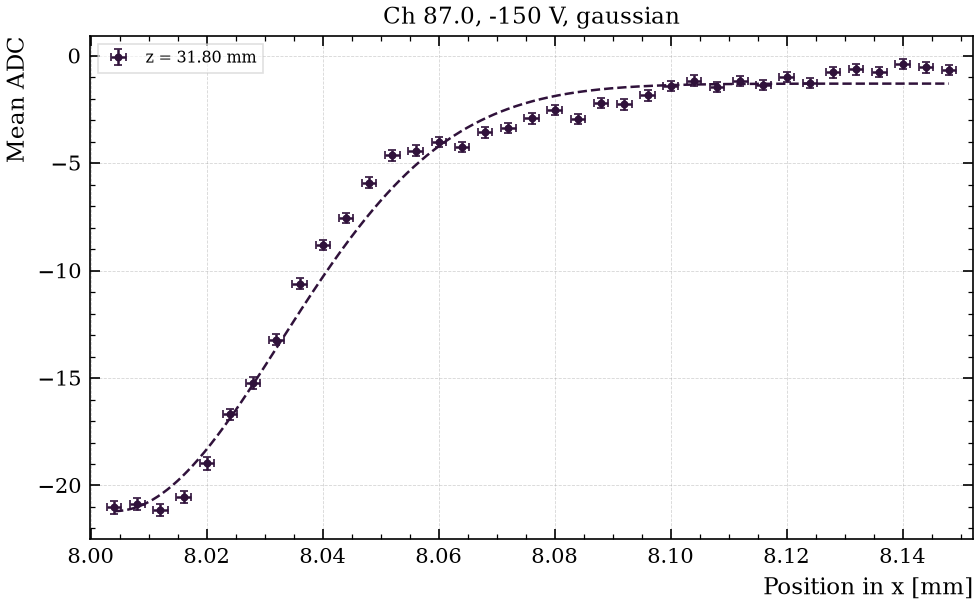 Ch 87.0, -150 V, gaussian
Mean ADC
z = 31.80 mm
0
−5
−10
−15
−20
8.00 8.02 8.04 8.06 8.08 8.10 8.12 8.14
Position in x [mm]